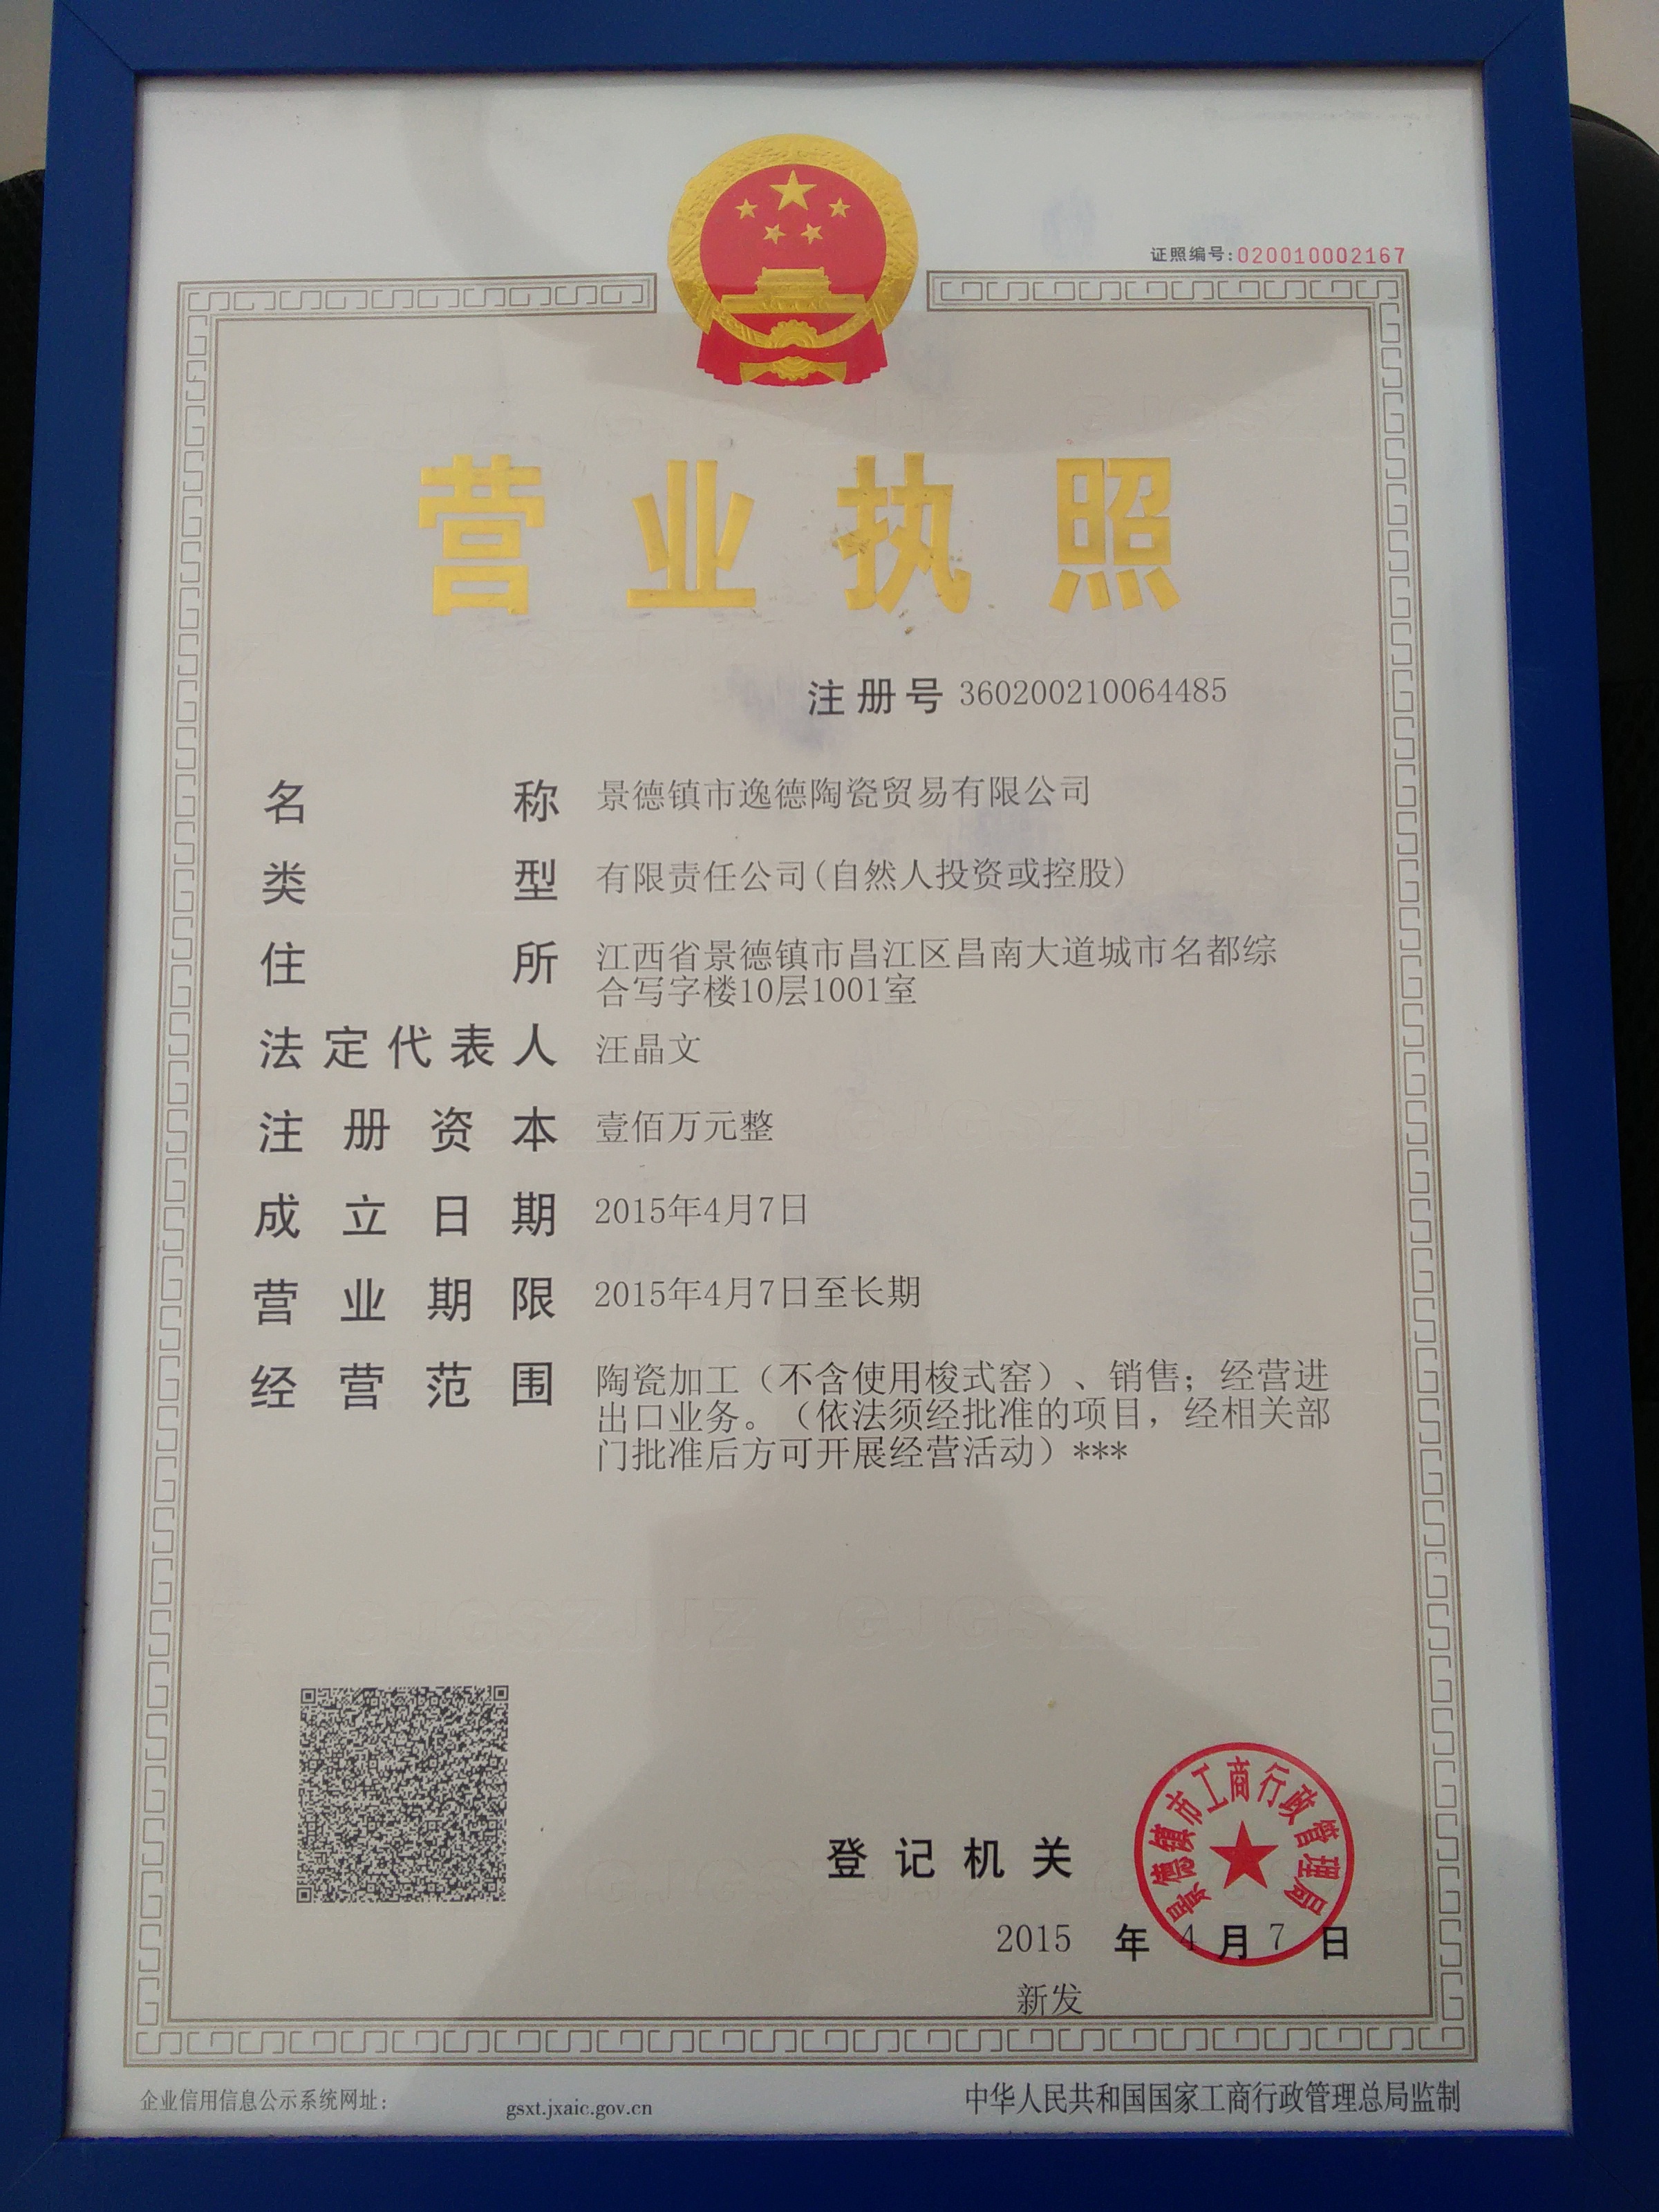 证照编号:020010002167
营业执照
注册号 360200210064485
名称 景德镇市逸德陶瓷贸易有限公司
类型 有限责任公司(自然人投资或控股)
住所 江西省景德镇市昌江区昌南大道城市名都综
合写字楼10层1001室
法定代表人 汪晶文
注册资本 壹佰万元整
成立日期 2015年4月7日
营业期限 2015年4月7日至长期
经营范围 陶瓷加工（不含使用梭式窑）、销售；经营进
出口业务。（依法须经批准的项目，经相关部
门批准后方可开展经营活动）***
景德镇市工商行政管理局
登记机关
2015 年 4 月 7 日
新发
企业信用信息公示系统网址： gsxt.jxaic.gov.cn 中华人民共和国国家工商行政管理总局监制